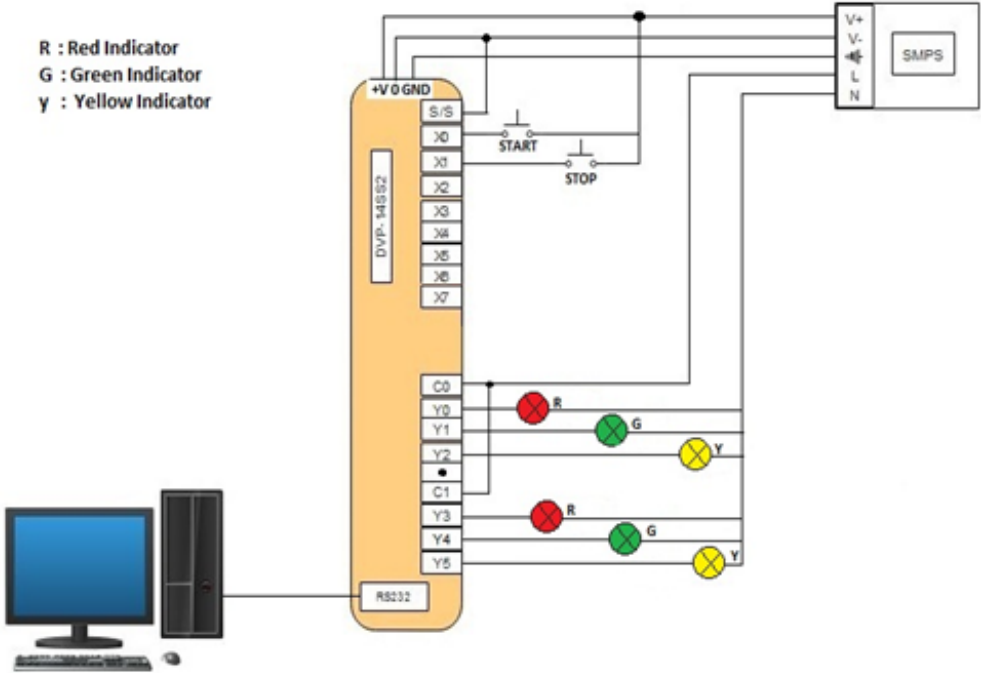 R : Red Indicator
G : Green Indicator
y : Yellow Indicator
V+
V-
L
N
SMPS
+V 0 GND
S/S
X0
X1
X2
X3
X4
X5
X6
X7
START
STOP
DVP-14SS2
C0
Y0
R
Y1
G
Y2
Y
C1
Y3
R
Y4
G
Y5
Y
RS232